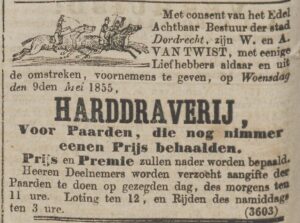 Met consent van het Edel
Achtbaar Bestuur der stad
Dordrecht, zijn W. en A.
VAN TWIST, met eenige
Liefhebbers aldaar en uit
de omstreken, voornemens te geven, op Woensdag
den 9den Mei 1855,
HARDDRAVERIJ,
Voor Paarden, die nog nimmer
eenen Prijs behaalden.
Prijs en Premie zullen nader worden bepaald.
Heeren Deelnemers worden verzocht aangifte der
Paarden te doen op gezegden dag, des morgens ten
11 ure. Loting ten 12, en Rijden des namiddags
ten 3 ure. (3603)